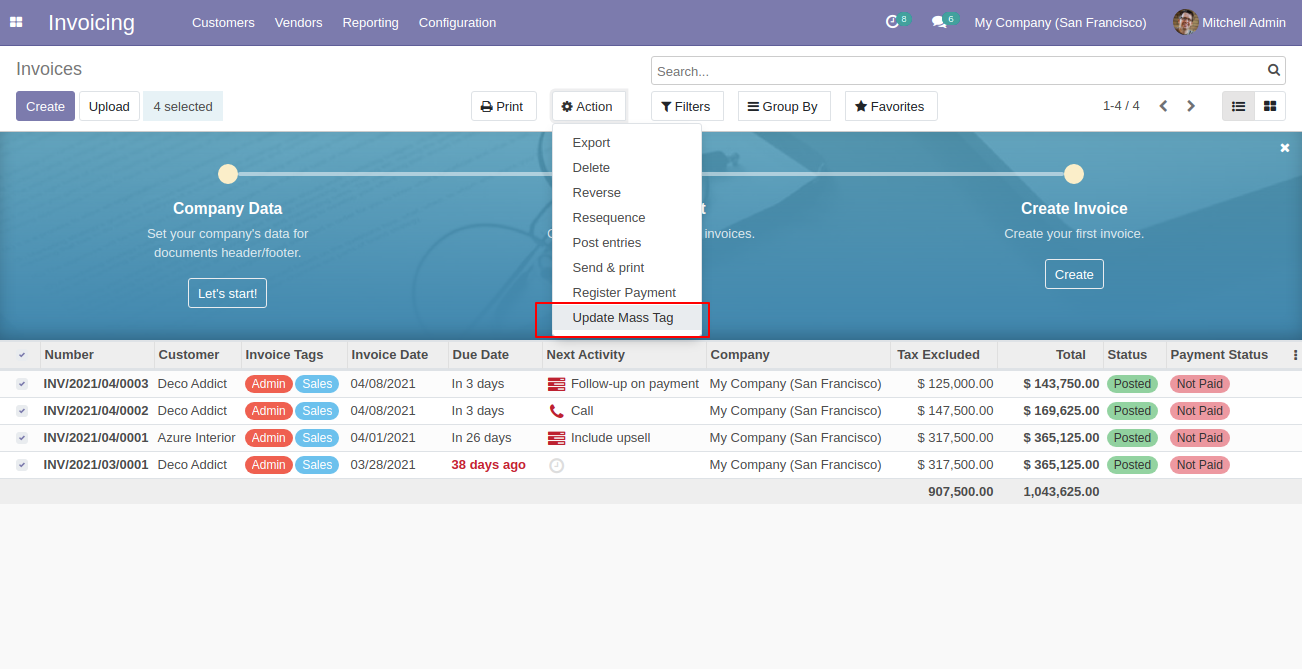 Invoicing Customers Vendors Reporting Configuration 8 6 My Company (San Francisco) Mitchell Admin
Invoices
Search...
Create Upload 4 selected Print Action Filters Group By Favorites 1-4 / 4
Export
Delete
Reverse
Resequence
Post entries
Send & print
Register Payment
Update Mass Tag
Company Data
Set your company's data for
documents header/footer.
Let's start!
invoices.
Create Invoice
Create your first invoice.
Create
Number Customer Invoice Tags Invoice Date Due Date Next Activity Company Tax Excluded Total Status Payment Status
INV/2021/04/0003 Deco Addict Admin Sales 04/08/2021 In 3 days Follow-up on payment My Company (San Francisco) $ 125,000.00 $ 143,750.00 Posted Not Paid
INV/2021/04/0002 Deco Addict Admin Sales 04/08/2021 In 3 days Call My Company (San Francisco) $ 147,500.00 $ 169,625.00 Posted Not Paid
INV/2021/04/0001 Azure Interior Admin Sales 04/01/2021 In 26 days Include upsell My Company (San Francisco) $ 317,500.00 $ 365,125.00 Posted Not Paid
INV/2021/03/0001 Deco Addict Admin Sales 03/28/2021 38 days ago My Company (San Francisco) $ 317,500.00 $ 365,125.00 Posted Not Paid
907,500.00 1,043,625.00